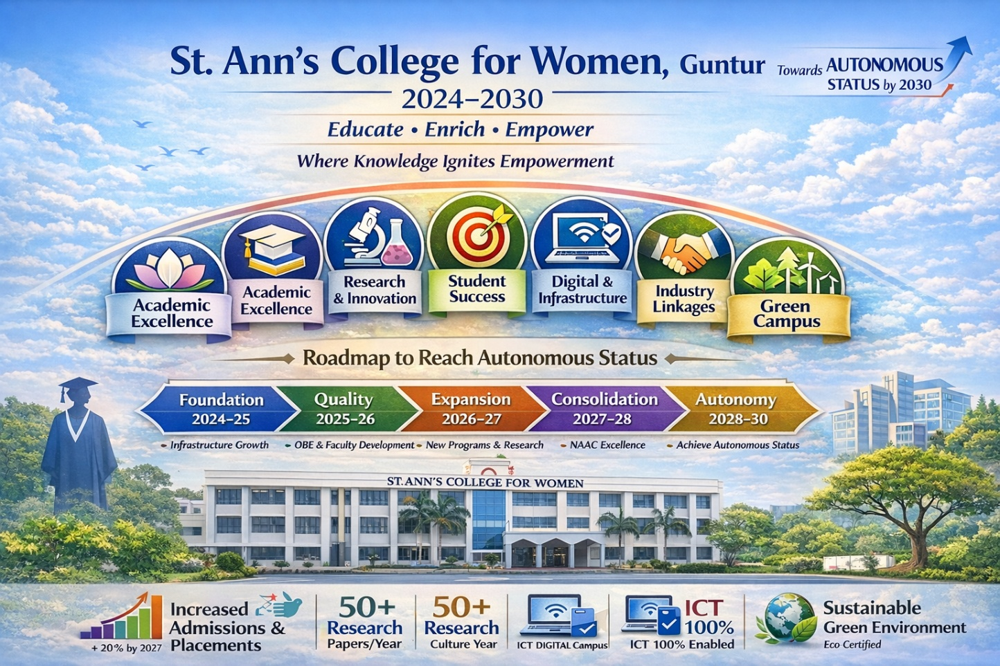 St. Ann's College for Women, Guntur
Towards AUTONOMOUS
STATUS by 2030
2024–2030
Educate • Enrich • Empower
Where Knowledge Ignites Empowerment
Academic
Excellence
Academic
Excellence
Research
& Innovation
Student
Success
Digital &
Infrastructure
Industry
Linkages
Green
Campus
Roadmap to Reach Autonomous Status
Foundation
2024–25
Quality
2025–26
Expansion
2026–27
Consolidation
2027–28
Autonomy
2028–30
Infrastructure Growth
OBE & Faculty Development
New Programs & Research
NAAC Excellence
Achieve Autonomous Status
ST.ANN'S COLLEGE FOR WOMEN
Increased
Admissions &
Placements
+ 20% by 2027
50+
Research
Papers/Year
50+
Research
Culture Year
ICT DIGITAL Campus
ICT
100%
ICT 100% Enabled
Sustainable
Green Environment
Eco-Certified